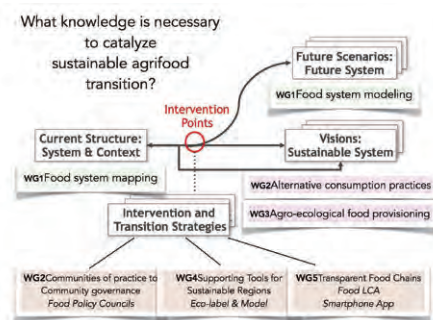 What knowledge is necessary
to catalyze
sustainable agrifood
transition?
Future Scenarios:
Future System
WG1Food system modeling
Intervention
Points
Current Structure:
System & Context
Visions:
Sustainable System
WG1Food system mapping
WG2Alternative consumption practices
WG3Agro-ecological food provisioning
Intervention and
Transition Strategies
WG2Communities of practice to
Community governance
Food Policy Councils
WG4Supporting Tools for
Sustainable Regions
Eco-label & Model
WG5Transparent Food Chains
Food LCA
Smartphone App